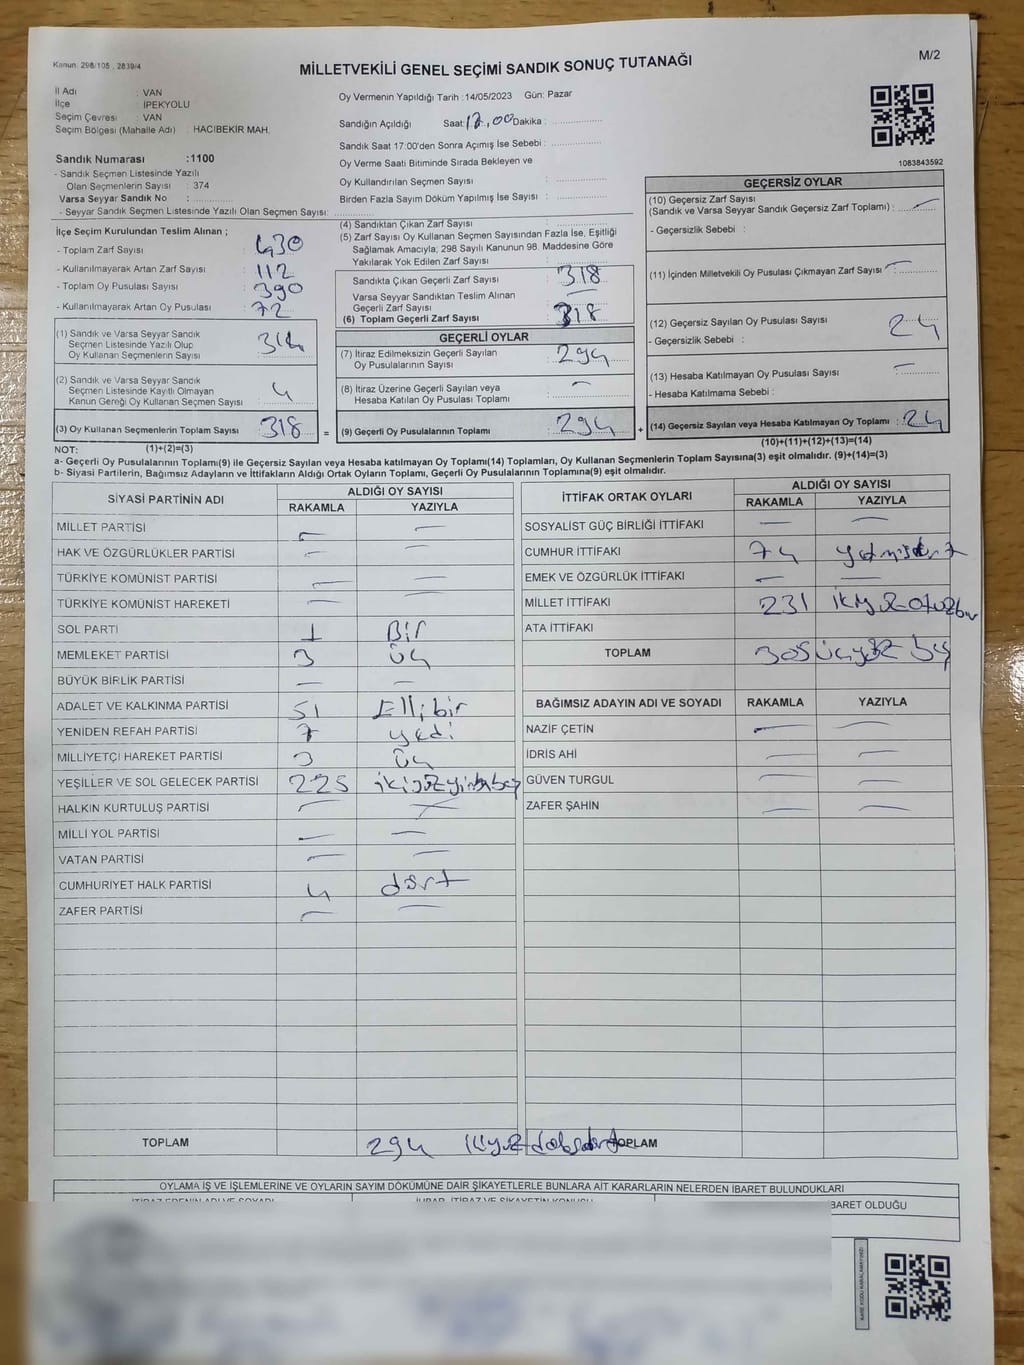 Kanun: 298/105, 2839/4
MİLLETVEKİLİ GENEL SEÇİMİ SANDIK SONUÇ TUTANAĞI
M/2
İl Adı : VAN
İlçe : İPEKYOLU
Seçim Çevresi : VAN
Seçim Bölgesi (Mahalle Adı) : HACIBEKİR MAH.
Sandık Numarası :1100
- Sandık Seçmen Listesinde Yazılı
Olan Seçmenlerin Sayısı : 374
Varsa Seyyar Sandık No :
- Seyyar Sandık Seçmen Listesinde Yazılı Olan Seçmen Sayısı:
Oy Vermenin Yapıldığı Tarih :14/05/2023 Gün: Pazar
Sandığın Açıldığı Saat: Dakika :
Sandık Saat 17:00'den Sonra Açımış İse Sebebi :
Oy Verme Saati Bitiminde Sırada Bekleyen ve
Oy Kullandırılan Seçmen Sayısı :
Birden Fazla Sayım Döküm Yapılmış İse Sayısı :
1083843592
İlçe Seçim Kurulundan Teslim Alınan ;
- Toplam Zarf Sayısı : 430
- Kullanılmayarak Artan Zarf Sayısı : 112
- Toplam Oy Pusulası Sayısı : 390
- Kullanılmayarak Artan Oy Pusulası : 72
(1) Sandık ve Varsa Seyyar Sandık
Seçmen Listesinde Yazılı Olup
Oy Kullanan Seçmenlerin Sayısı : 314
(2) Sandık ve Varsa Seyyar Sandık
Seçmen Listesinde Kayıtlı Olmayan
Kanun Gereği Oy Kullanan Seçmen Sayısı : 4
(3) Oy Kullanan Seçmenlerin Toplam Sayısı : 318
(4) Sandıktan Çıkan Zarf Sayısı :
(5) Zarf Sayısı Oy Kullanan Seçmen Sayısından Fazla İse, Eşitliği
Sağlamak Amacıyla; 298 Sayılı Kanunun 98. Maddesine Göre
Yakılarak Yok Edilen Zarf Sayısı :
Sandıkta Çıkan Geçerli Zarf Sayısı : 318
Varsa Seyyar Sandıktan Teslim Alınan
Geçerli Zarf Sayısı : —
(6) Toplam Geçerli Zarf Sayısı : 318
GEÇERLİ OYLAR
(7) İtiraz Edilmeksizin Geçerli Sayılan
Oy Pusulalarının Sayısı : 294
(8) İtiraz Üzerine Geçerli Sayılan veya
Hesaba Katılan Oy Pusulası Toplamı : —
= (9) Geçerli Oy Pusulalarının Toplamı : 294
GEÇERSİZ OYLAR
(10) Geçersiz Zarf Sayısı
(Sandık ve Varsa Seyyar Sandık Geçersiz Zarf Toplamı) : —
- Geçersizlik Sebebi :
(11) İçinden Milletvekili Oy Pusulası Çıkmayan Zarf Sayısı : —
(12) Geçersiz Sayılan Oy Pusulası Sayısı : 24
- Geçersizlik Sebebi :
(13) Hesaba Katılmayan Oy Pusulası Sayısı : —
- Hesaba Katılmama Sebebi :
+ (14) Geçersiz Sayılan veya Hesaba Katılmayan Oy Toplamı : 24
NOT: (1)+(2)=(3)
(10)+(11)+(12)+(13)=(14)
a- Geçerli Oy Pusulalarının Toplamı(9) ile Geçersiz Sayılan veya Hesaba katılmayan Oy Toplamı(14) Toplamları, Oy Kullanan Seçmenlerin Toplam Sayısına(3) eşit olmalıdır. (9)+(14)=(3)
b- Siyasi Partilerin, Bağımsız Adayların ve İttifakların Aldığı Ortak Oyların Toplamı, Geçerli Oy Pusulalarının Toplamına(9) eşit olmalıdır.
SİYASİ PARTİNİN ADI ALDIĞI OY SAYISI
RAKAMLA YAZIYLA
MİLLET PARTİSİ — —
HAK VE ÖZGÜRLÜKLER PARTİSİ — —
TÜRKİYE KOMÜNİST PARTİSİ — —
TÜRKİYE KOMÜNİST HAREKETİ — —
SOL PARTİ 1 Bir
MEMLEKET PARTİSİ 3 üç
BÜYÜK BİRLİK PARTİSİ — —
ADALET VE KALKINMA PARTİSİ 51 Ellibir
YENİDEN REFAH PARTİSİ 7 yedi
MİLLİYETÇİ HAREKET PARTİSİ 3 üç
YEŞİLLER VE SOL GELECEK PARTİSİ 225 ikiyüzyirmibeş
HALKIN KURTULUŞ PARTİSİ — —
MİLLİ YOL PARTİSİ — —
VATAN PARTİSİ — —
CUMHURİYET HALK PARTİSİ 4 dört
ZAFER PARTİSİ — —
TOPLAM 294
İTTİFAK ORTAK OYLARI ALDIĞI OY SAYISI
RAKAMLA YAZIYLA
SOSYALİST GÜÇ BİRLİĞİ İTTİFAKI — —
CUMHUR İTTİFAKI 74 yetmişdört
EMEK VE ÖZGÜRLÜK İTTİFAKI — —
MİLLET İTTİFAKI 231 ikiyüzotuzbir
ATA İTTİFAKI
TOPLAM 305 üçyüz beş
BAĞIMSIZ ADAYIN ADI VE SOYADI RAKAMLA YAZIYLA
NAZİF ÇETİN — —
İDRİS AHİ — —
GÜVEN TURGUL — —
ZAFER ŞAHİN — —
TOPLAM
OYLAMA İŞ VE İŞLEMLERİNE VE OYLARIN SAYIM DÖKÜMÜNE DAİR ŞİKAYETLERLE BUNLARA AİT KARARLARIN NELERDEN İBARET BULUNDUKLARI
BARET OLDUĞU